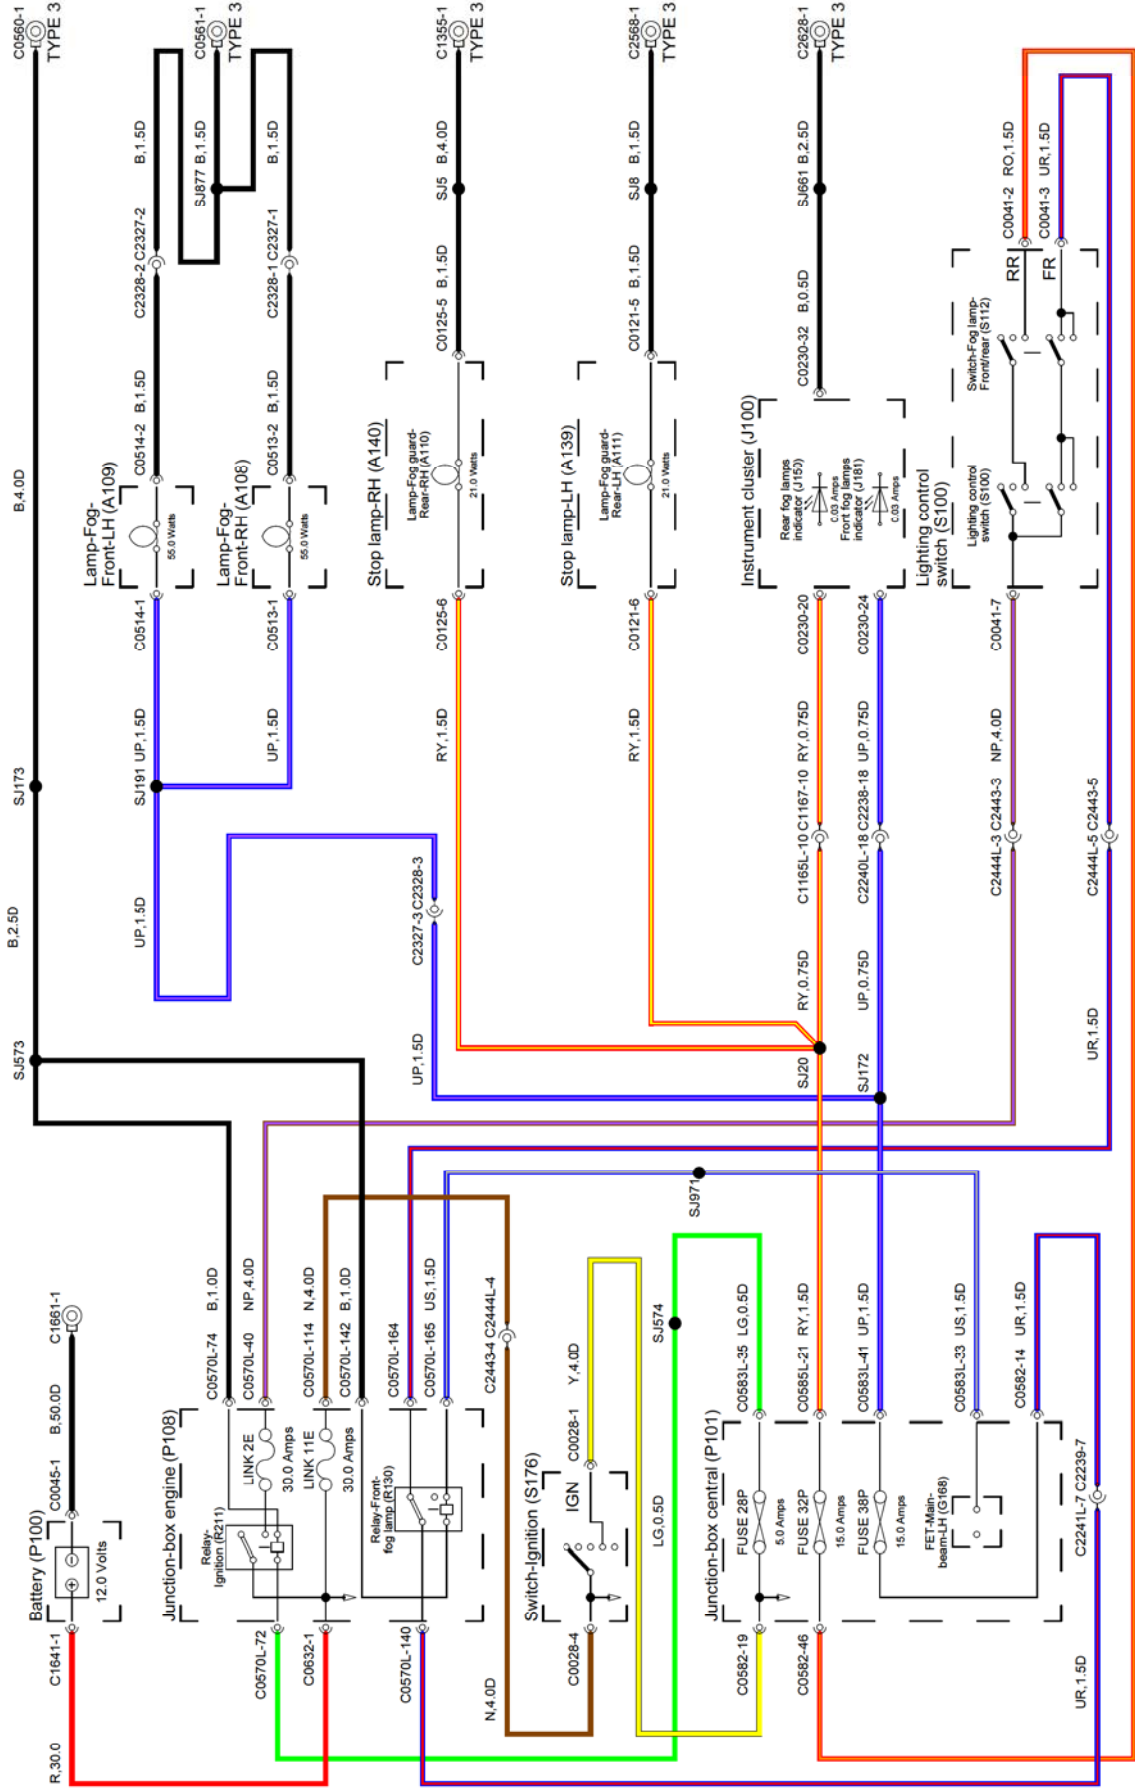 C0560-1
TYPE 3
C0561-1
TYPE 3
C1355-1
TYPE 3
C2568-1
TYPE 3
C2628-1
TYPE 3
B,4.0D
B,1.5D
SJ877 B,1.5D
B,1.5D
SJ5 B,4.0D
SJ8 B,1.5D
SJ661 B,2.5D
C0041-2 RO,1.5D
C0041-3 UR,1.5D
C2328-2 C2327-2
C2328-1 C2327-1
C0514-2 B,1.5D
C0513-2 B,1.5D
C0125-5 B,1.5D
C0121-5 B,1.5D
C0230-32 B,0.5D
RR
FR
Lamp-Fog-
Front-LH (A109)
55.0 Watts
Lamp-Fog-
Front-RH (A108)
55.0 Watts
Stop lamp-RH (A140)
Lamp-Fog guard-
Rear-RH (A110)
21.0 Watts
Stop lamp-LH (A139)
Lamp-Fog guard-
Rear-LH (A111)
21.0 Watts
Instrument cluster (J100)
Rear fog lamps
indicator (J150)
0.03 Amps
Front fog lamps
indicator (J181)
0.03 Amps
Lighting control
switch (S100)
Lighting control
switch (S100)
Switch-Fog lamp-
Front/rear (S112)
C0514-1
C0513-1
C0125-6
C0121-6
C0230-20
C0230-24
C0041-7
SJ173
SJ191 UP,1.5D
UP,1.5D
RY,1.5D
RY,1.5D
C1165L-10 C1167-10 RY,0.75D
C2240L-18 C2238-18 UP,0.75D
C2444L-3 C2443-3 NP,4.0D
C2444L-5 C2443-5
B,2.5D
UP,1.5D
C2327-3 C2328-3
RY,0.75D
UP,0.75D
SJ573
UP,1.5D
SJ20
SJ172
UR,1.5D
SJ971
C1661-1
B,50.0D
C0045-1
Battery (P100)
12.0 Volts
C1641-1
R,30.0
C0570L-74 B,1.0D
C0570L-40 NP,4.0D
C0570L-114 N,4.0D
C0570L-142 B,1.0D
C0570L-164
C0570L-165 US,1.5D
C2443-4 C2444L-4
Junction-box engine (P108)
LINK 2E
30.0 Amps
LINK 11E
30.0 Amps
Relay-
Ignition (R211)
Relay-Front-
fog lamp (R130)
C0570L-72
C0632-1
C0570L-140
N,4.0D
Switch-Ignition (S176)
IGN
C0028-1 Y,4.0D
C0028-4
SJ574
LG,0.5D
C0583L-35 LG,0.5D
C0585L-21 RY,1.5D
C0583L-41 UP,1.5D
C0583L-33 US,1.5D
C0582-14 UR,1.5D
Junction-box central (P101)
FUSE 28P
5.0 Amps
FUSE 32P
15.0 Amps
FUSE 38P
15.0 Amps
FET-Main-
beam-LH (G168)
C2241L-7 C2239-7
C0582-19
C0582-46
UR,1.5D